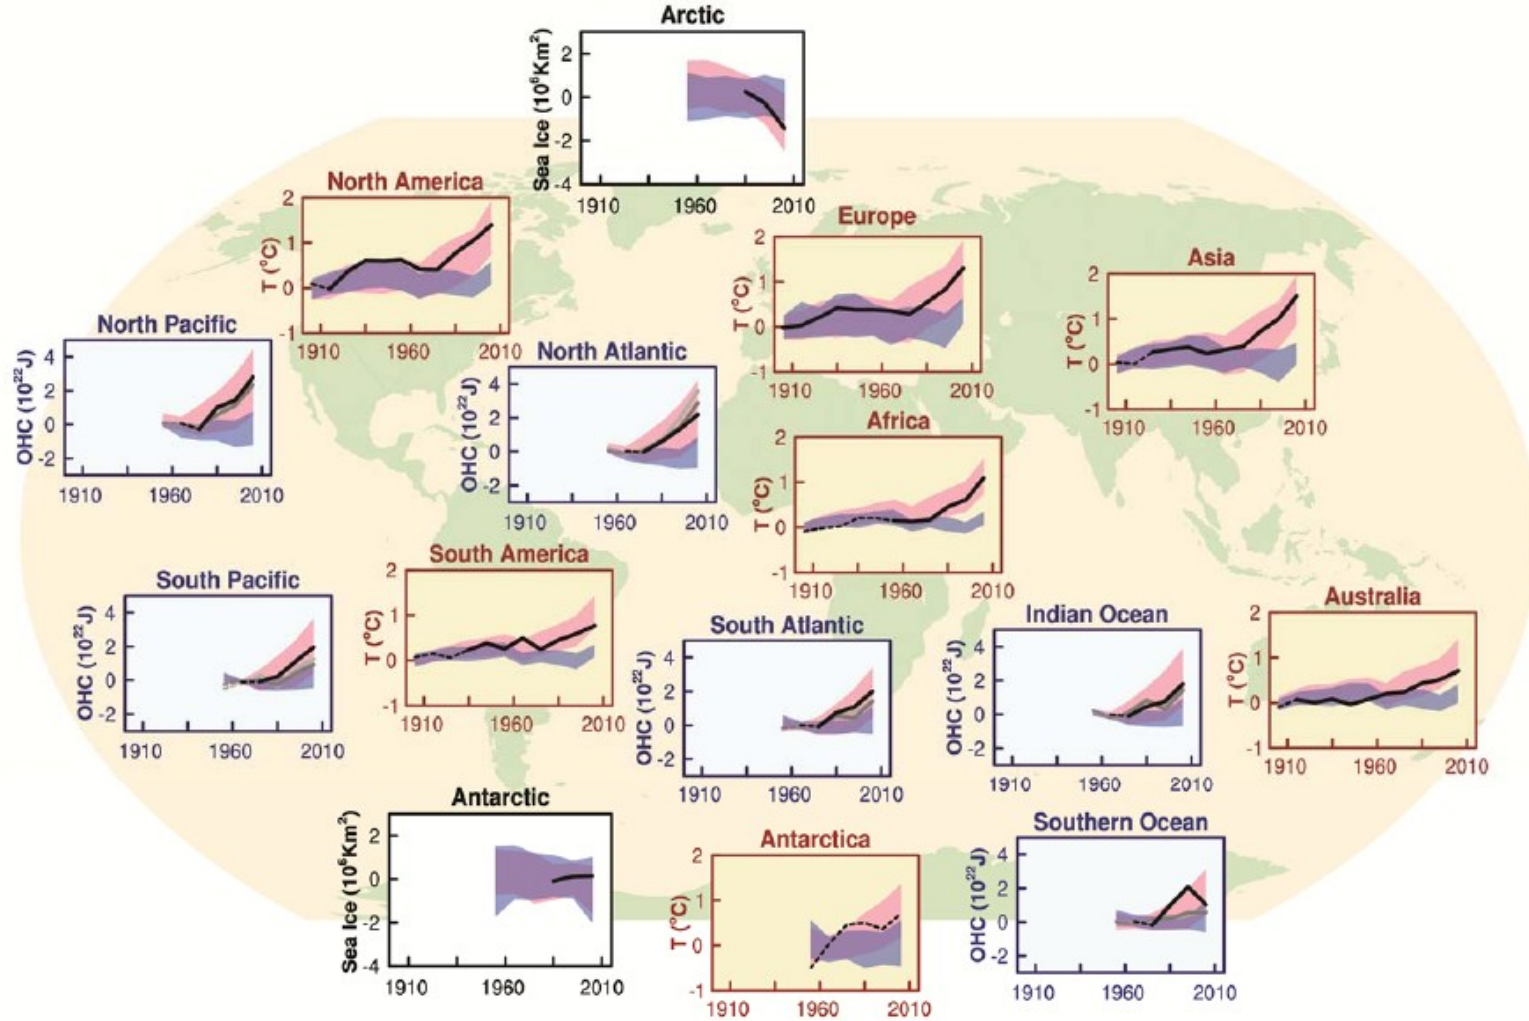 Arctic
Sea Ice (10⁶Km²)
2
0
-2
-4
1910 1960 2010
North America
T (°C)
2
1
0
-1
1910 1960 2010
Europe
T (°C)
2
1
0
-1
1910 1960 2010
Asia
T (°C)
2
1
0
-1
1910 1960 2010
North Pacific
OHC (10²²J)
4
2
0
-2
1910 1960 2010
North Atlantic
OHC (10²²J)
4
2
0
-2
1910 1960 2010
Africa
T (°C)
2
1
0
-1
1910 1960 2010
South Pacific
OHC (10²²J)
4
2
0
-2
1910 1960 2010
South America
T (°C)
2
1
0
-1
1910 1960 2010
South Atlantic
OHC (10²²J)
4
2
0
-2
1910 1960 2010
Indian Ocean
OHC (10²²J)
4
2
0
-2
1910 1960 2010
Australia
T (°C)
2
1
0
-1
1910 1960 2010
Antarctic
Sea Ice (10⁶Km²)
2
0
-2
-4
1910 1960 2010
Antarctica
T (°C)
2
1
0
-1
1910 1960 2010
Southern Ocean
OHC (10²²J)
4
2
0
-2
1910 1960 2010